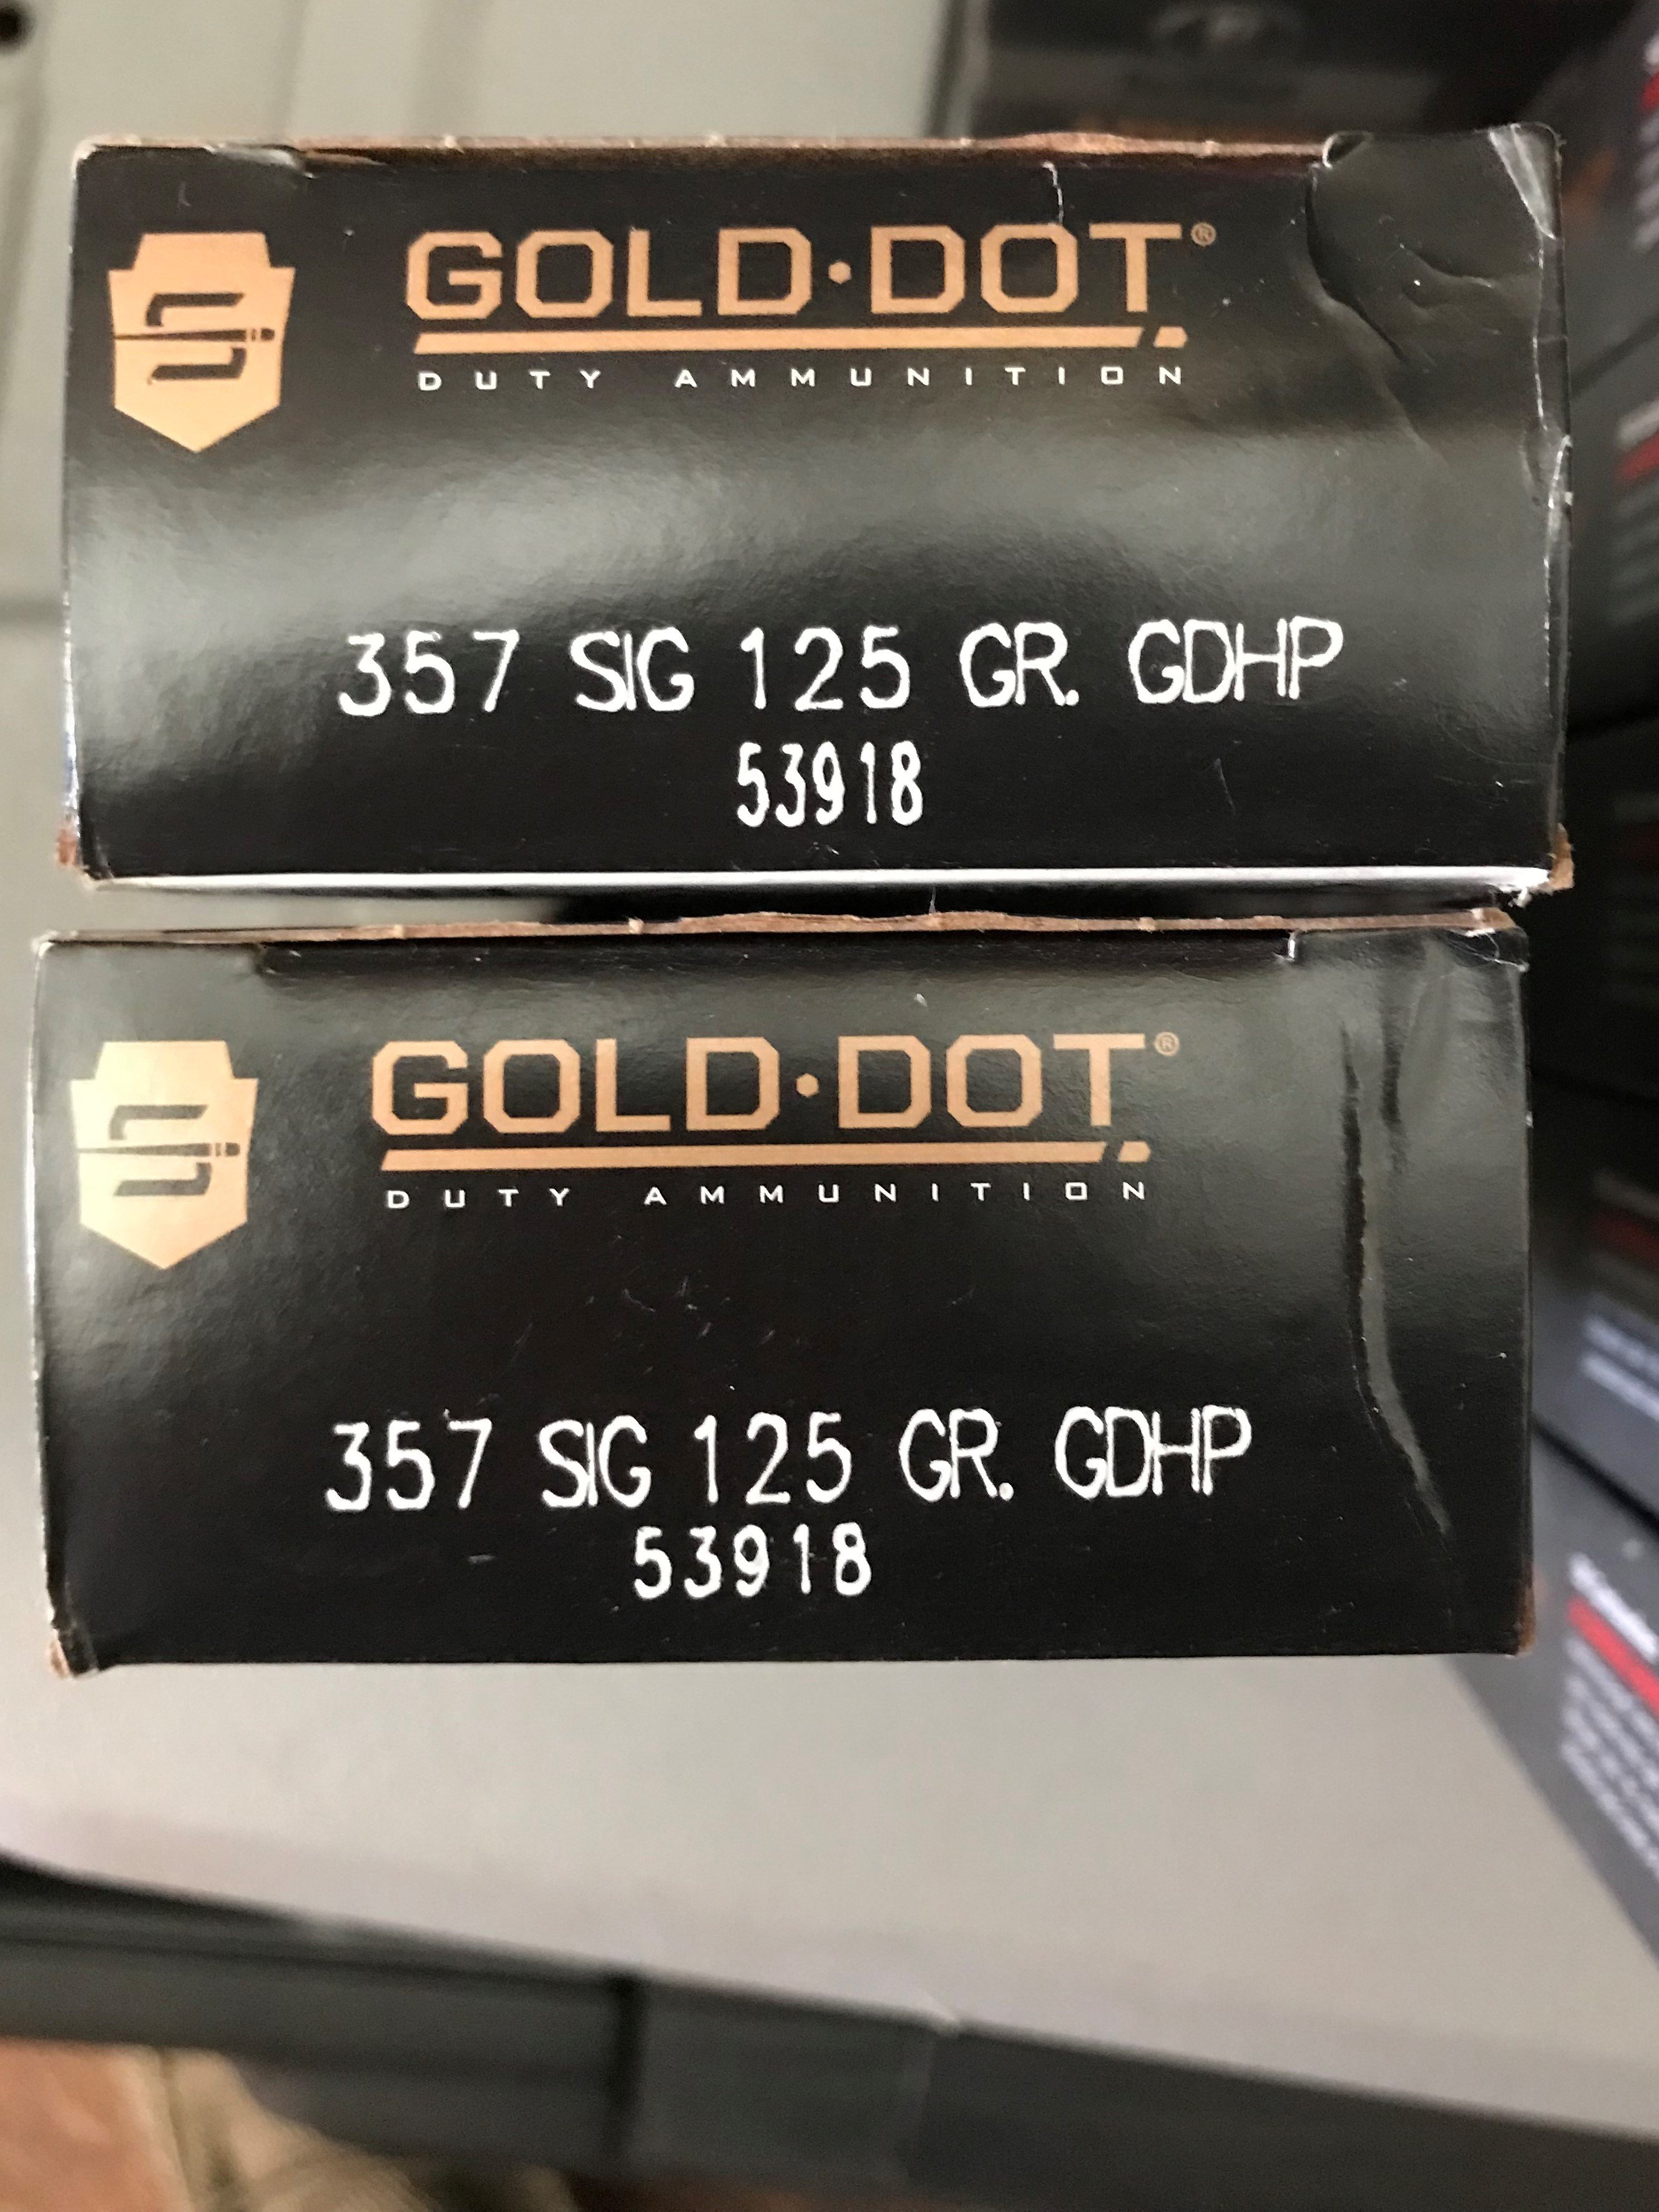 GOLD·DOT®
DUTY AMMUNITION
357 SIG 125 GR. GDHP
53918
GOLD·DOT®
DUTY AMMUNITION
357 SIG 125 GR. GDHP
53918